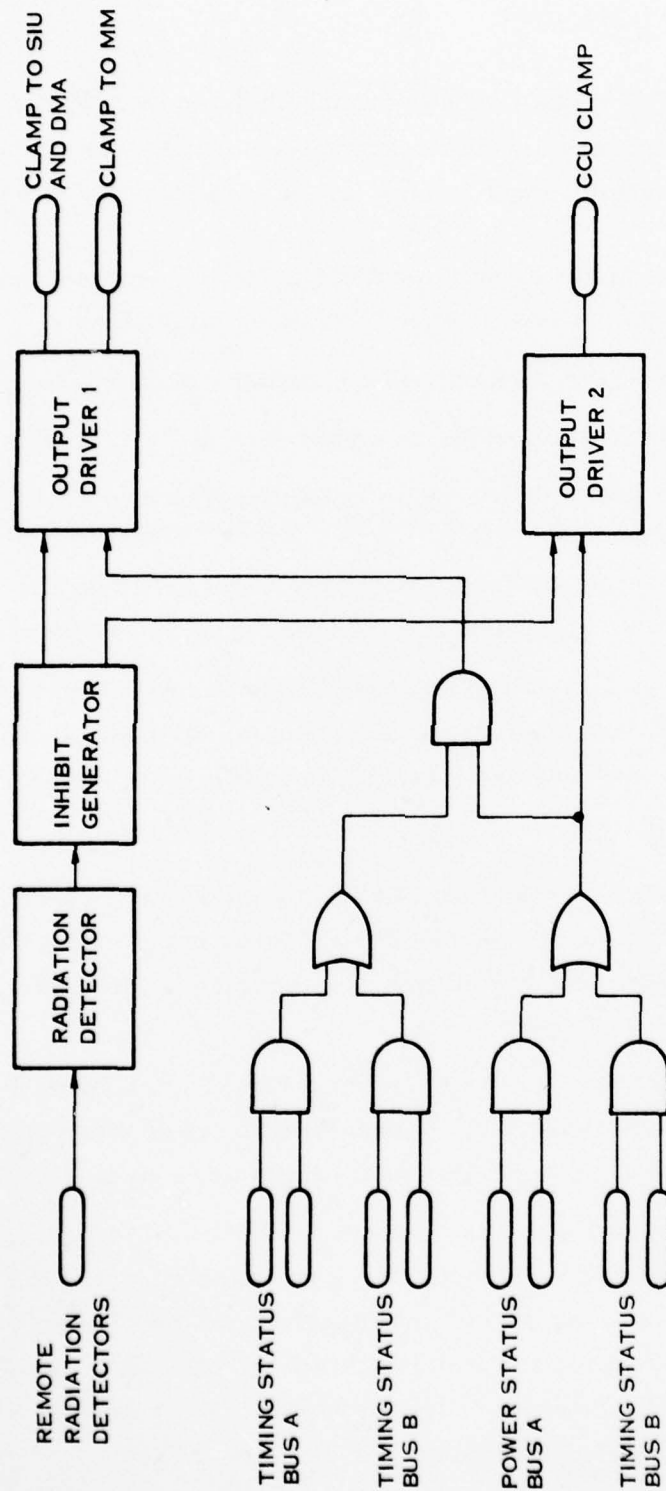 REMOTE
RADIATION
DETECTORS
RADIATION
DETECTOR
INHIBIT
GENERATOR
OUTPUT
DRIVER 1
CLAMP TO SIU
AND DMA
CLAMP TO MM
TIMING STATUS
BUS A
TIMING STATUS
BUS B
POWER STATUS
BUS A
TIMING STATUS
BUS B
OUTPUT
DRIVER 2
CCU CLAMP